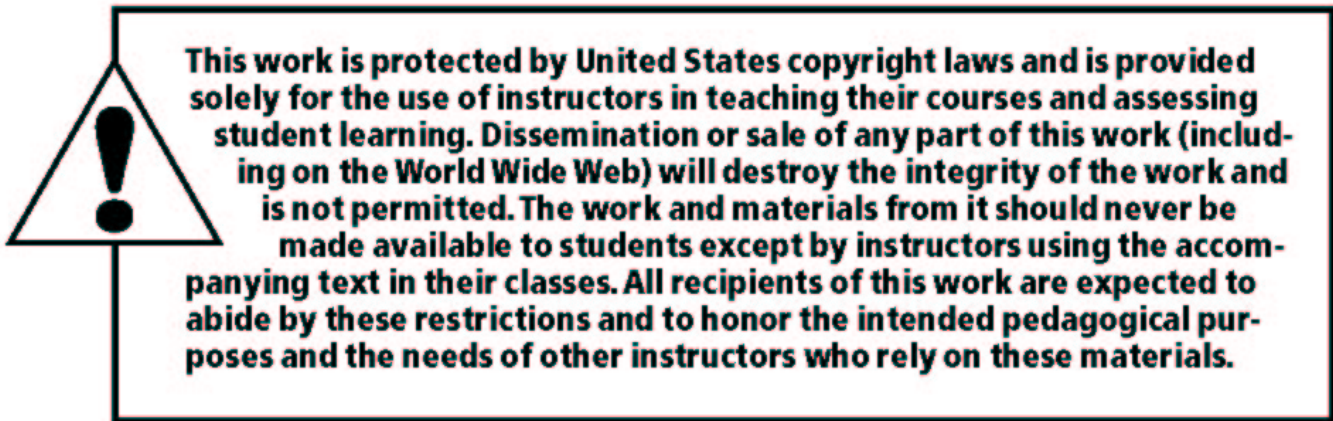 This work is protected by United States copyright laws and is provided
solely for the use of instructors in teaching their courses and assessing
student learning. Dissemination or sale of any part of this work (includ-
ing on the World Wide Web) will destroy the integrity of the work and
is not permitted. The work and materials from it should never be
made available to students except by instructors using the accom-
panying text in their classes. All recipients of this work are expected to
abide by these restrictions and to honor the intended pedagogical pur-
poses and the needs of other instructors who rely on these materials.